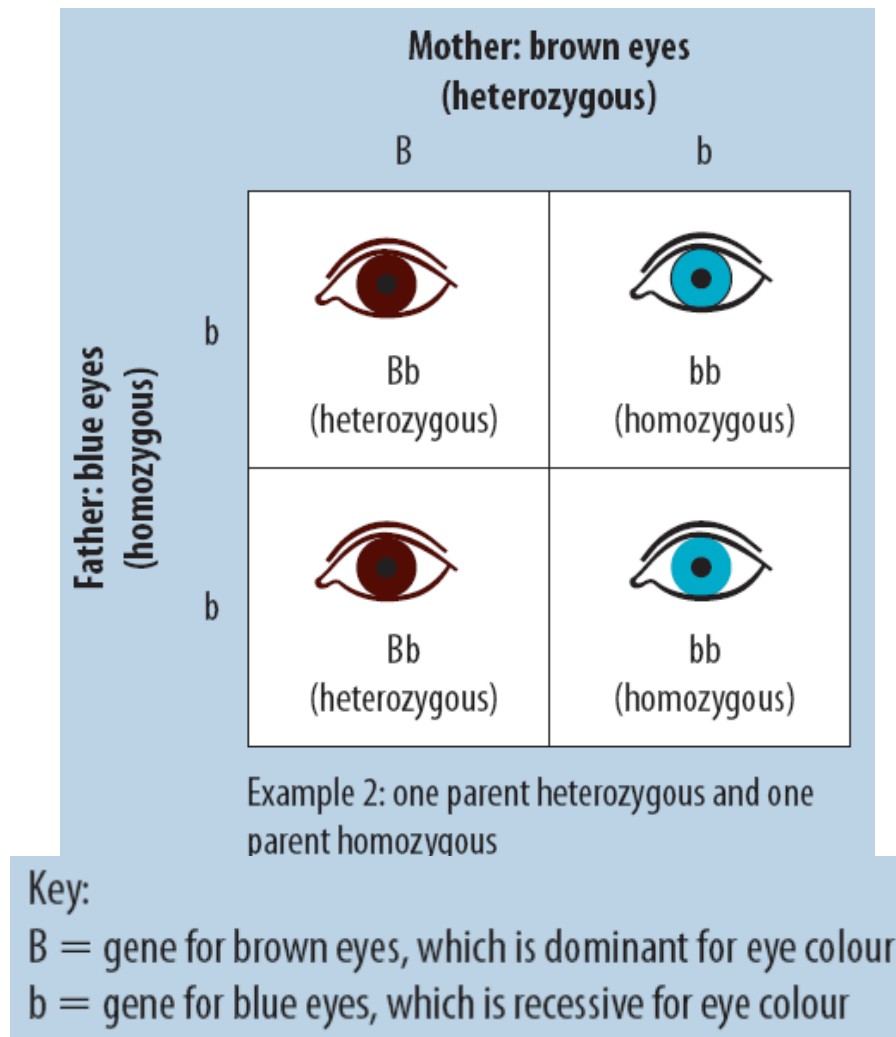 Mother: brown eyes
(heterozygous)
B b
Father: blue eyes
(homozygous)
b
Bb
(heterozygous)
bb
(homozygous)
b
Bb
(heterozygous)
bb
(homozygous)
Example 2: one parent heterozygous and one
parent homozygous
Key:
B = gene for brown eyes, which is dominant for eye colour
b = gene for blue eyes, which is recessive for eye colour